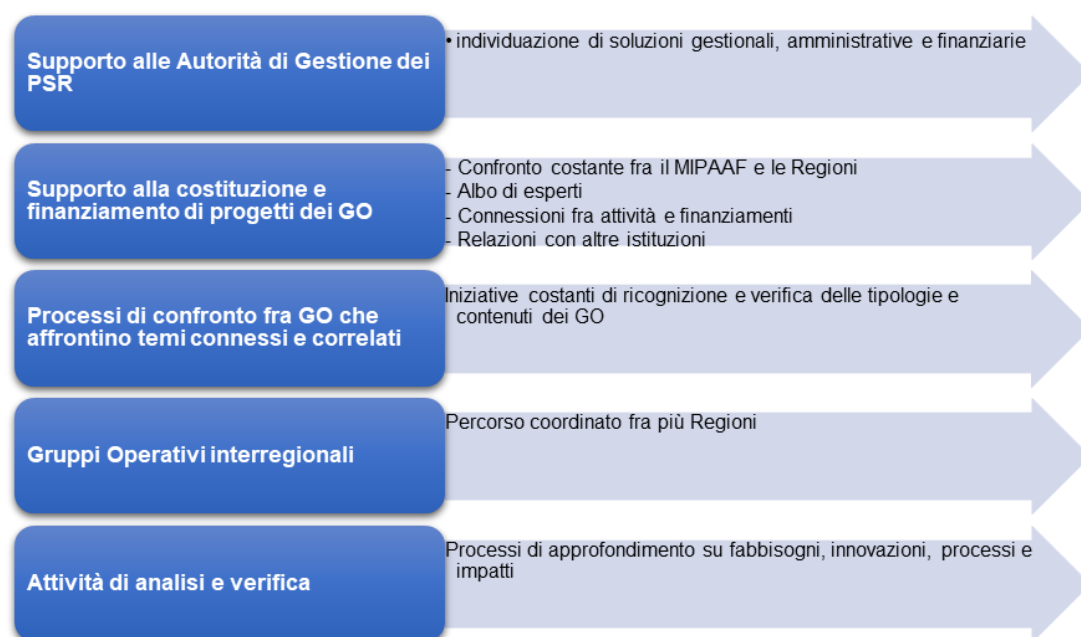 Supporto alle Autorità di Gestione dei
PSR
• individuazione di soluzioni gestionali, amministrative e finanziarie
Supporto alla costituzione e
finanziamento di progetti dei GO
- Confronto costante fra il MIPAAF e le Regioni
- Albo di esperti
- Connessioni fra attività e finanziamenti
- Relazioni con altre istituzioni
Processi di confronto fra GO che
affrontino temi connessi e correlati
Iniziative costanti di ricognizione e verifica delle tipologie e
contenuti dei GO
Gruppi Operativi interregionali
Percorso coordinato fra più Regioni
Attività di analisi e verifica
Processi di approfondimento su fabbisogni, innovazioni, processi e
impatti